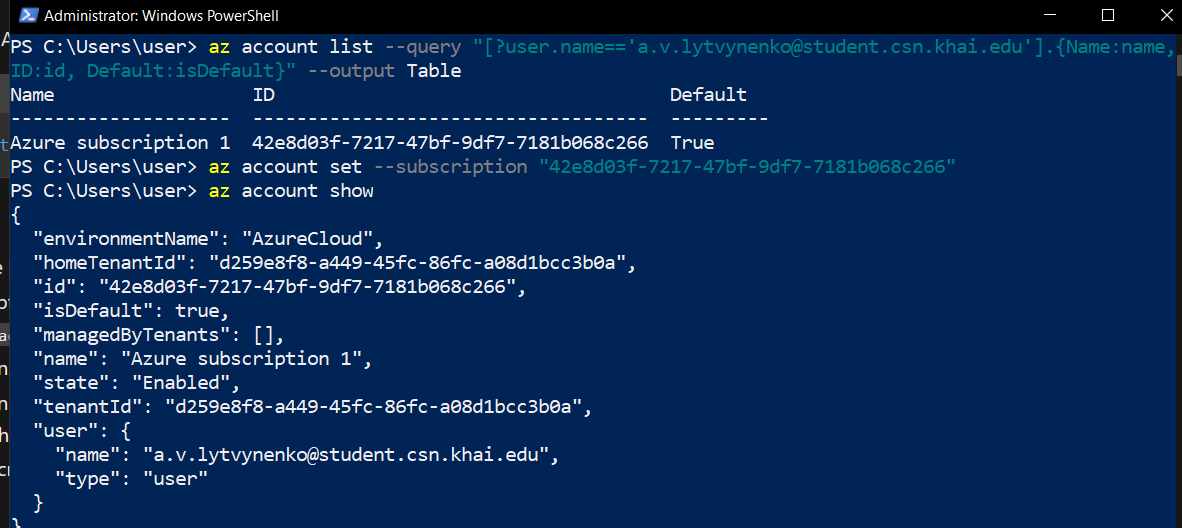 Administrator: Windows PowerShell
PS C:\Users\user> az account list --query "[?user.name=='a.v.lytvynenko@student.csn.khai.edu'].{Name:name,
ID:id, Default:isDefault}" --output Table
Name                  ID                                    Default
--------------------  ------------------------------------  ---------
Azure subscription 1  42e8d03f-7217-47bf-9df7-7181b068c266  True
PS C:\Users\user> az account set --subscription "42e8d03f-7217-47bf-9df7-7181b068c266"
PS C:\Users\user> az account show
{
  "environmentName": "AzureCloud",
  "homeTenantId": "d259e8f8-a449-45fc-86fc-a08d1bcc3b0a",
  "id": "42e8d03f-7217-47bf-9df7-7181b068c266",
  "isDefault": true,
  "managedByTenants": [],
  "name": "Azure subscription 1",
  "state": "Enabled",
  "tenantId": "d259e8f8-a449-45fc-86fc-a08d1bcc3b0a",
  "user": {
    "name": "a.v.lytvynenko@student.csn.khai.edu",
    "type": "user"
  }
}